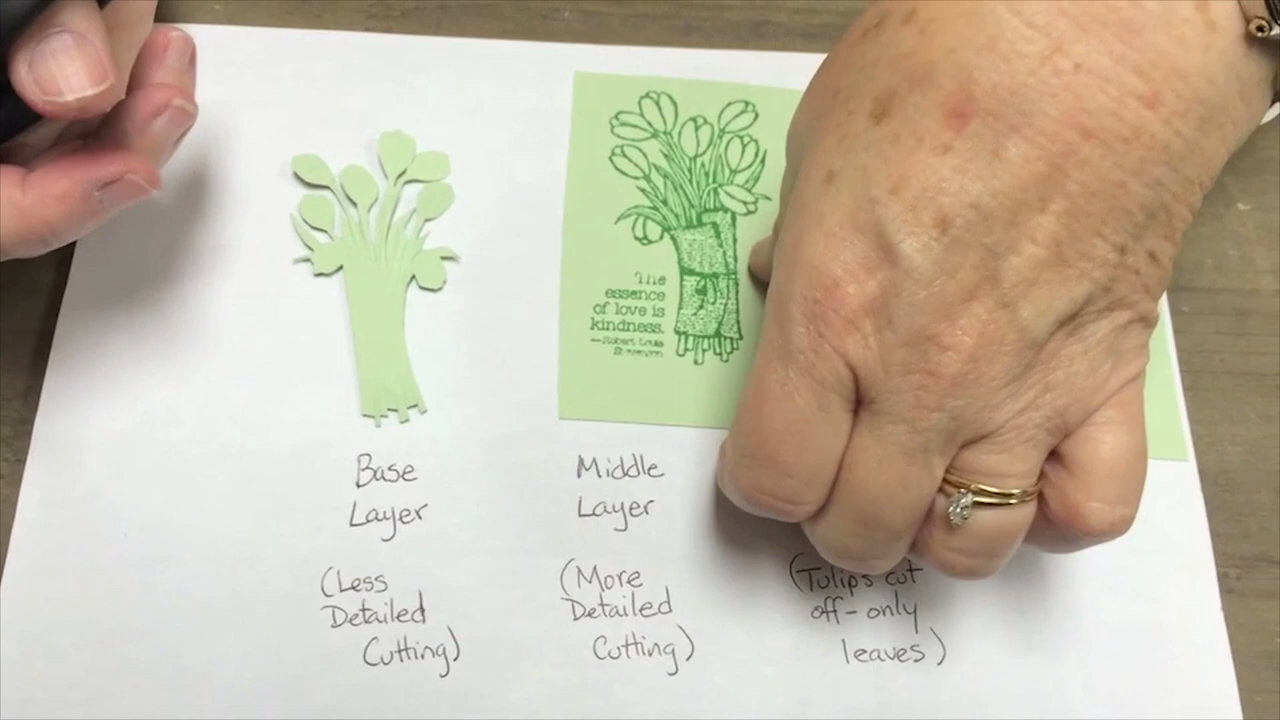 The
essence
of love is
kindness.
—Robert Louis
Stevenson
Base
Layer
(Less
Detailed
Cutting)
Middle
Layer
(More
Detailed
Cutting)
(Tulips cut
off-only
leaves)